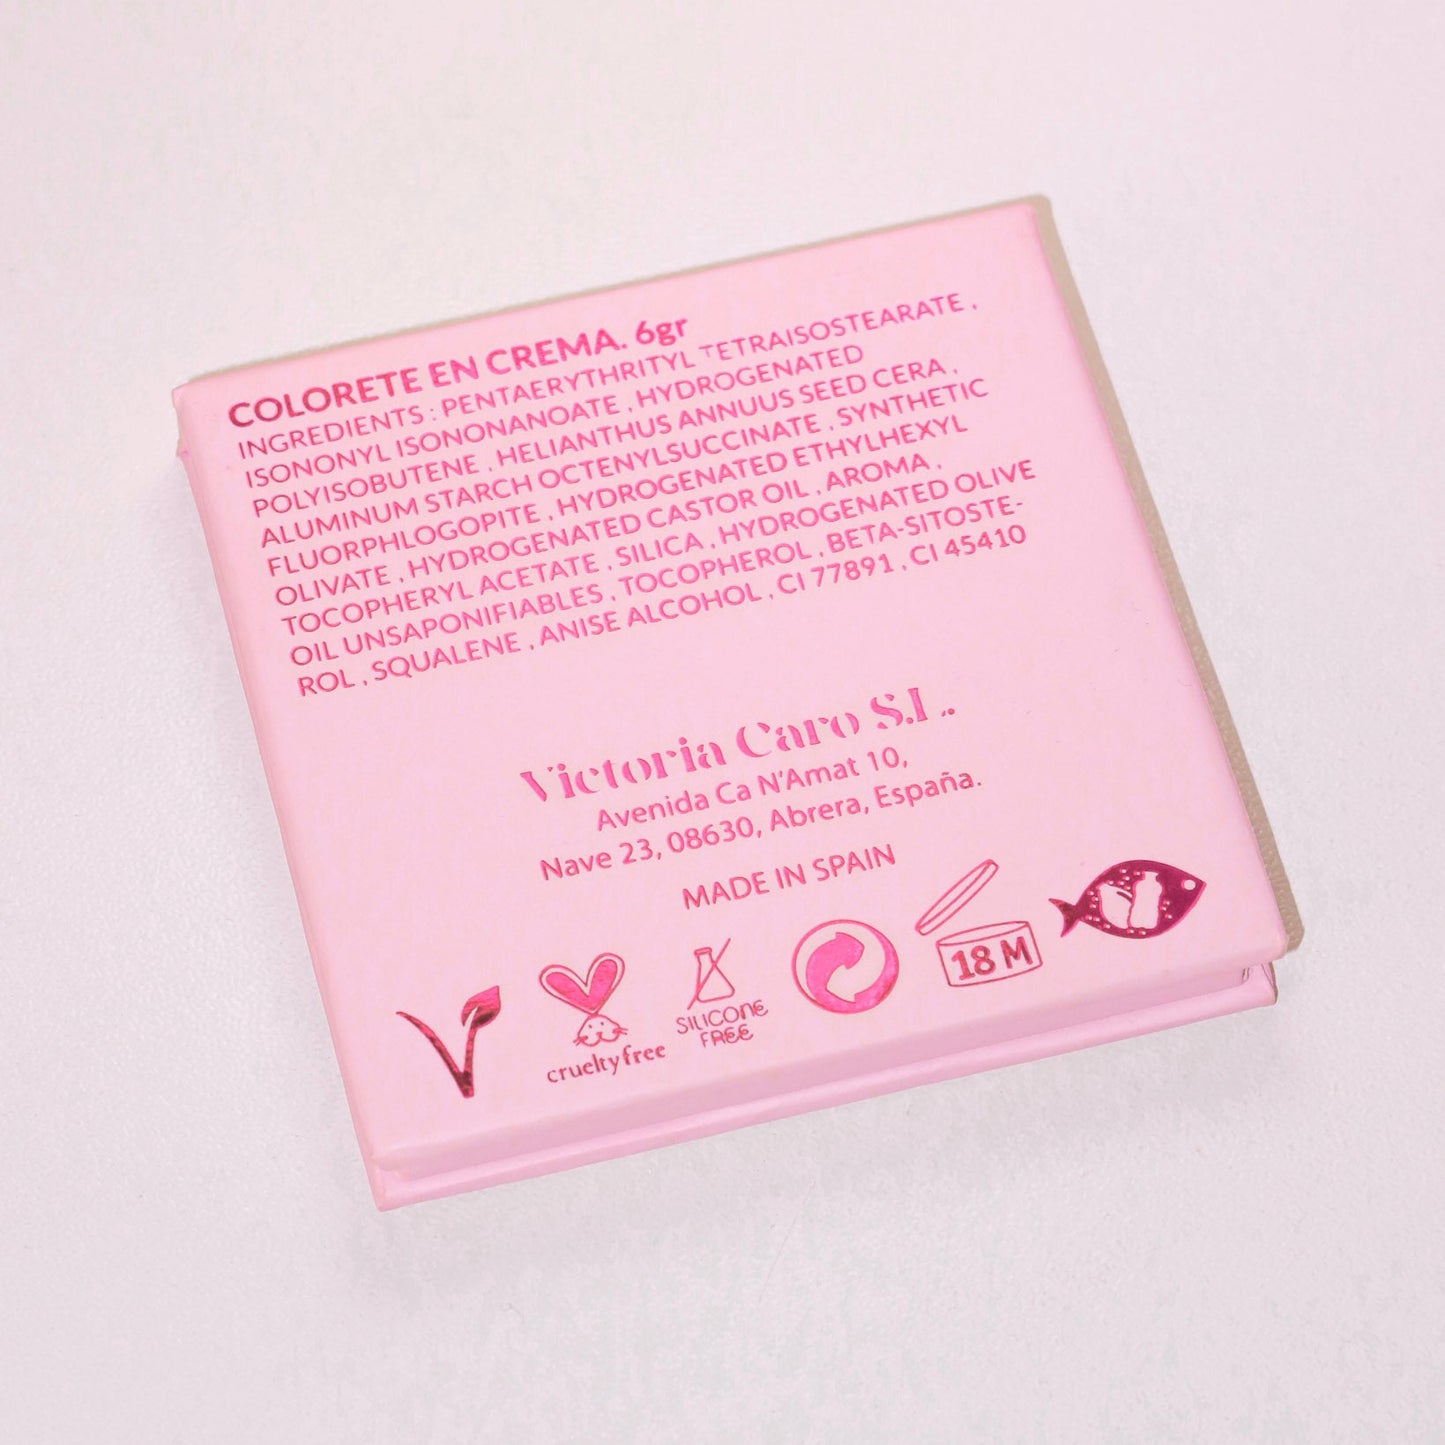 COLORETE EN CREMA. 6gr
INGREDIENTS : PENTAERYTHRITYL TETRAISOSTEARATE ,
ISONONYL ISONONANOATE , HYDROGENATED
POLYISOBUTENE , HELIANTHUS ANNUUS SEED CERA ,
ALUMINUM STARCH OCTENYLSUCCINATE , SYNTHETIC
FLUORPHLOGOPITE , HYDROGENATED ETHYLHEXYL
OLIVATE , HYDROGENATED CASTOR OIL , AROMA ,
TOCOPHERYL ACETATE , SILICA , HYDROGENATED OLIVE
OIL UNSAPONIFIABLES , TOCOPHEROL , BETA-SITOSTE-
ROL , SQUALENE , ANISE ALCOHOL , CI 77891 , CI 45410
Victoria Caro S.L..
Avenida Ca N'Amat 10,
Nave 23, 08630, Abrera, España.
MADE IN SPAIN
cruelty free
SILICONE
FREE
18 M